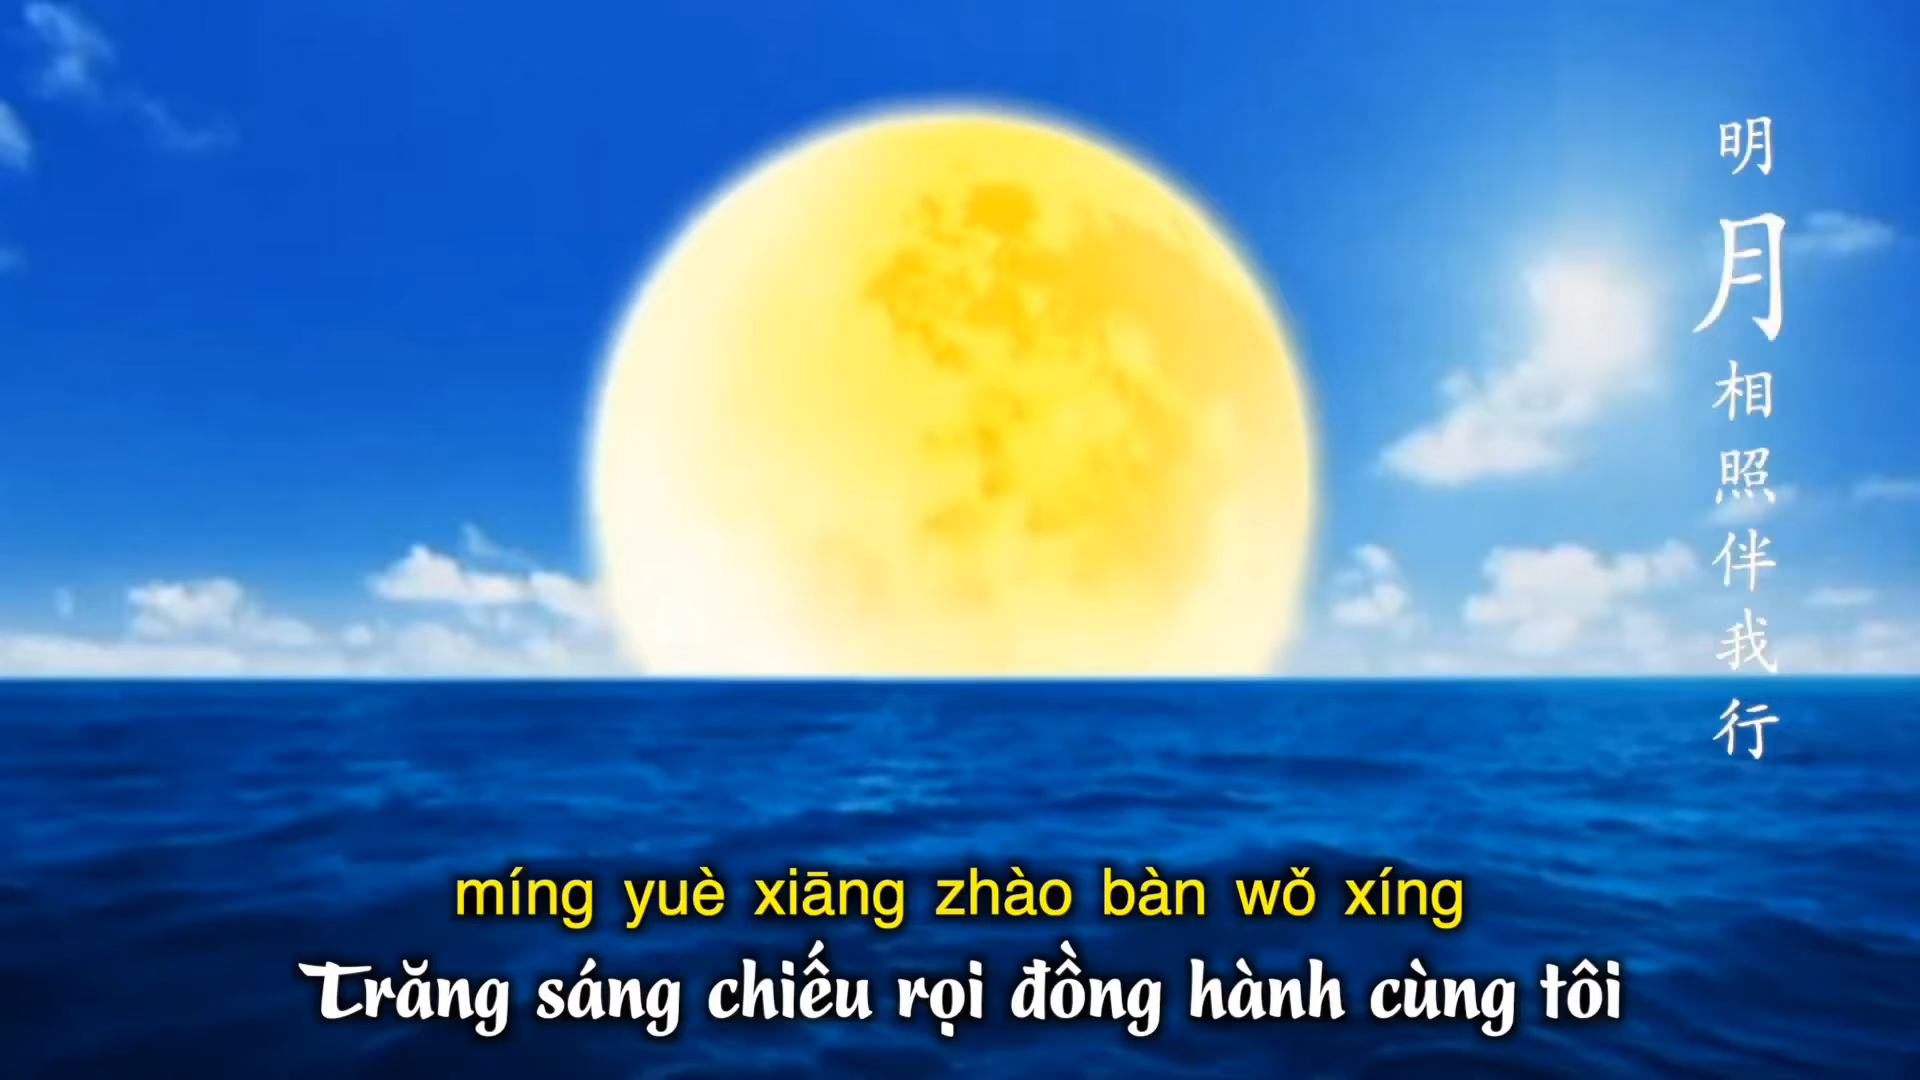 明月相照伴我行
míng yuè xiāng zhào bàn wǒ xíng
Trăng sáng chiếu rọi đồng hành cùng tôi